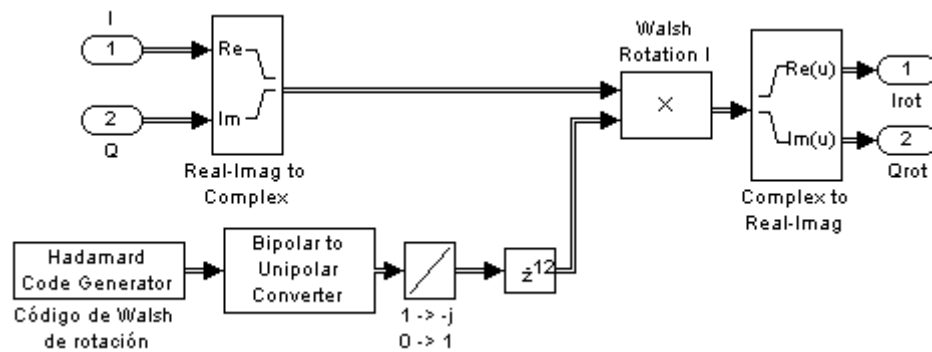 I
1
Re
2
Im
Q
Real-Imag to
Complex
Walsh
Rotation I
×
Re(u)
1
Irot
Im(u)
2
Qrot
Complex to
Real-Imag
Hadamard
Code Generator
Código de Walsh
de rotación
Bipolar to
Unipolar
Converter
1 -> -j
0 -> 1
z-12